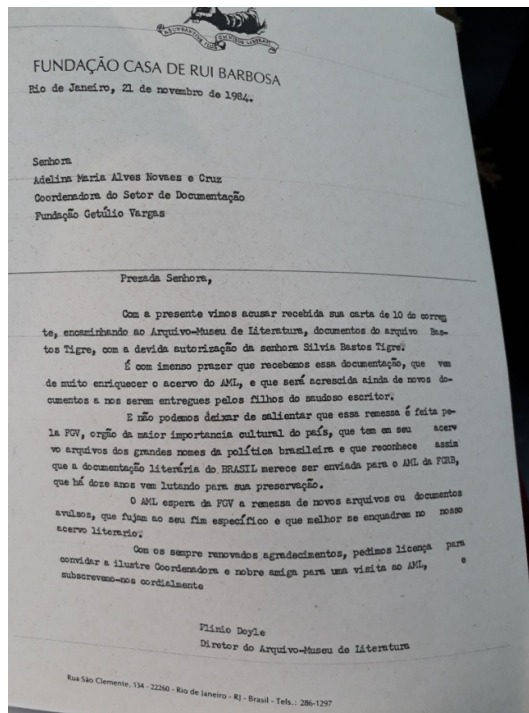 FUNDAÇÃO CASA DE RUI BARBOSA
Rio de Janeiro, 21 de novembro de 1984.
Senhora
Adelina Maria Alves Novaes e Cruz
Coordenadora do Setor de Documentação
Fundação Getúlio Vargas
Prezada Senhora,
Com a presente vimos acusar recebida sua carta de 10 do corren
te, encaminhando ao Arquivo-Museu de Literatura, documentos do arquivo Bas-
tos Tigre, com a devida autorização da senhora Silvia Bastos Tigre.
É com imenso prazer que recebemos essa documentação, que vem
de muito enriquecer o acervo do AML, e que será acrescida ainda de novos do-
cumentos a nos serem entregues pelos filhos do saudoso escritor.
E não podemos deixar de salientar que essa remessa é feita pe-
la FGV, orgão da maior importancia cultural do país, que tem em seu acer
vo arquivos dos grandes nomes da política brasileira e que reconhece assim
que a documentação literária do BRASIL merece ser enviada para o AML da FCRB,
que há doze anos vem lutando para sua preservação.
O AML espera da FGV a remessa de novos arquivos ou documentos
avulsos, que fujam ao seu fim específico e que melhor se enquadrem no nosso
acervo literario.
Com os sempre renovados agradecimentos, pedimos licença para
convidar a ilustre Coordenadora e nobre amiga para uma visita ao AML, e
subscrevemo-nos cordialmente
Plinio Doyle
Diretor do Arquivo-Museu de Literatura
Rua São Clemente, 134 - 22260 - Rio de Janeiro - RJ - Brasil - Tels.: 286-1297